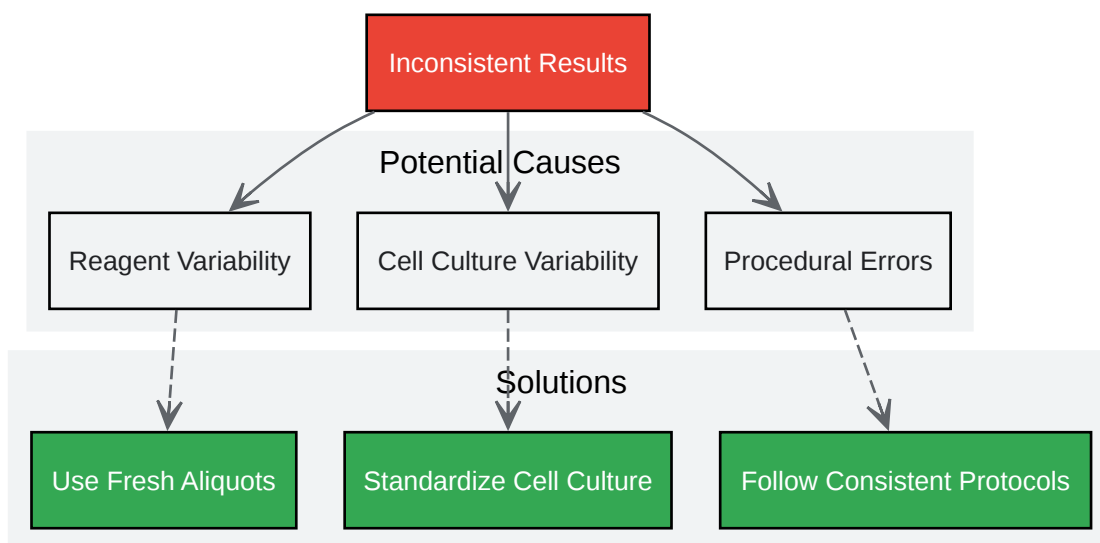 Inconsistent Results
Potential Causes
Reagent Variability
Cell Culture Variability
Procedural Errors
Solutions
Use Fresh Aliquots
Standardize Cell Culture
Follow Consistent Protocols